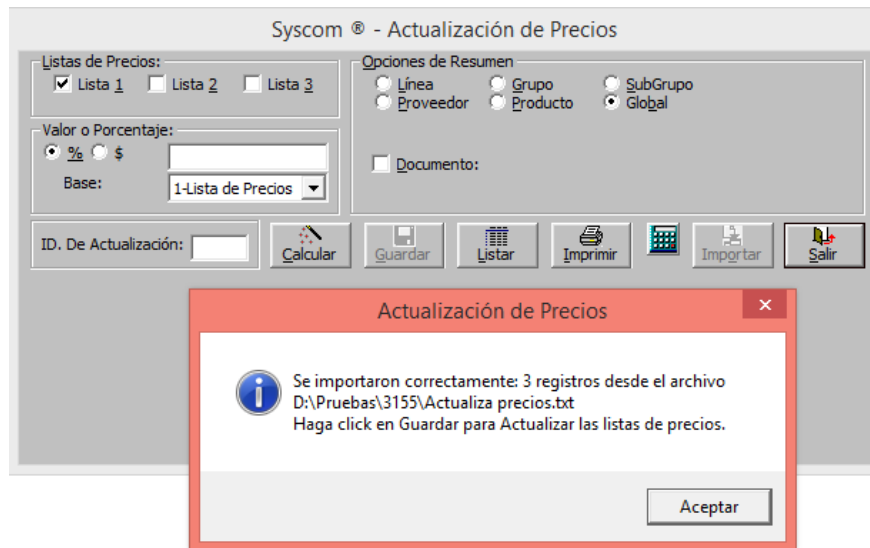 Syscom ® - Actualización de Precios
Listas de Precios:
Lista 1 Lista 2 Lista 3
Opciones de Resumen
Línea Grupo SubGrupo
Proveedor Producto Global
Valor o Porcentaje:
% $
Base: 1-Lista de Precios
Documento:
ID. De Actualización:
Calcular Guardar Listar Imprimir Importar Salir
Actualización de Precios
Se importaron correctamente: 3 registros desde el archivo
D:\Pruebas\3155\Actualiza precios.txt
Haga click en Guardar para Actualizar las listas de precios.
Aceptar